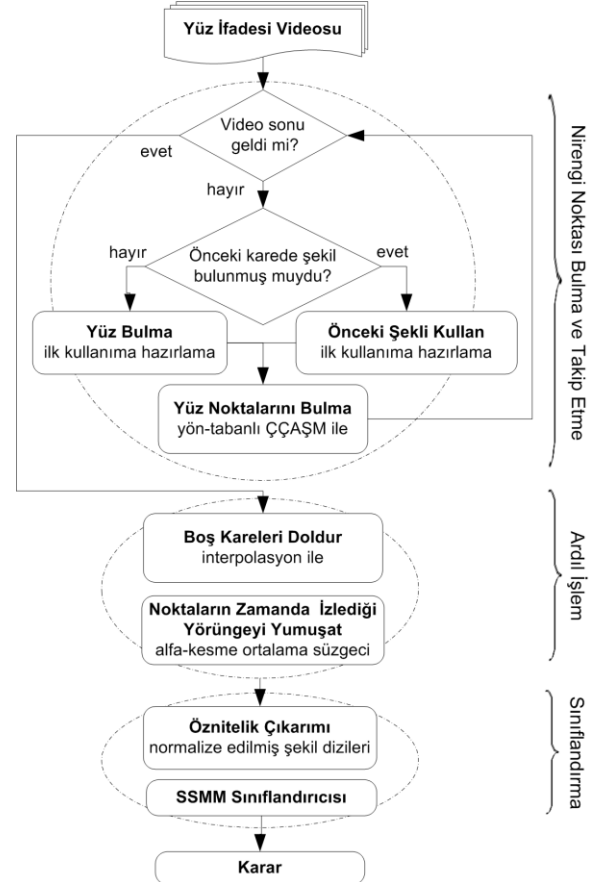 Yüz İfadesi Videosu
Video sonu
geldi mi?
evet
hayır
hayır
Önceki karede şekil
bulunmuş muydu?
evet
Yüz Bulma
ilk kullanıma hazırlama
Önceki Şekli Kullan
ilk kullanıma hazırlama
Yüz Noktalarını Bulma
yön-tabanlı ÇÇAŞM ile
Nirengi Noktası Bulma ve Takip Etme
Boş Kareleri Doldur
interpolasyon ile
Noktaların Zamanda İzlediği
Yörüngeyi Yumuşat
alfa-kesme ortalama süzgeci
Ardıl İşlem
Öznitelik Çıkarımı
normalize edilmiş şekil dizileri
SSMM Sınıflandırıcısı
Sınıflandırma
Karar